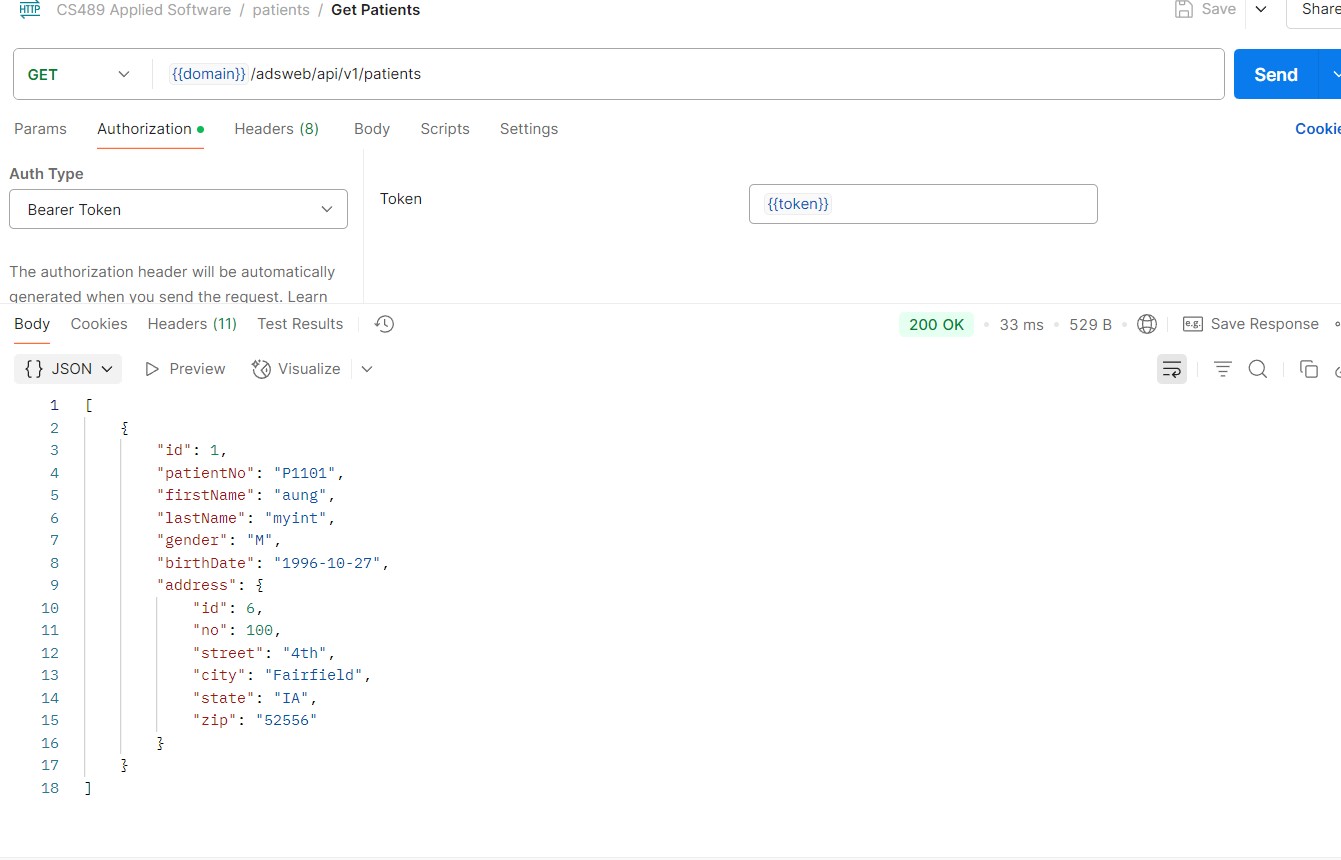 HTTP CS489 Applied Software / patients / Get Patients Save Share
GET {{domain}} /adsweb/api/v1/patients Send
Params Authorization Headers (8) Body Scripts Settings Cookie
Auth Type
Bearer Token
Token {{token}}
The authorization header will be automatically
generated when you send the request. Learn
Body Cookies Headers (11) Test Results 200 OK • 33 ms • 529 B • e.g. Save Response
{} JSON Preview Visualize
1 [
2 {
3 "id": 1,
4 "patientNo": "P1101",
5 "firstName": "aung",
6 "lastName": "myint",
7 "gender": "M",
8 "birthDate": "1996-10-27",
9 "address": {
10 "id": 6,
11 "no": 100,
12 "street": "4th",
13 "city": "Fairfield",
14 "state": "IA",
15 "zip": "52556"
16 }
17 }
18 ]